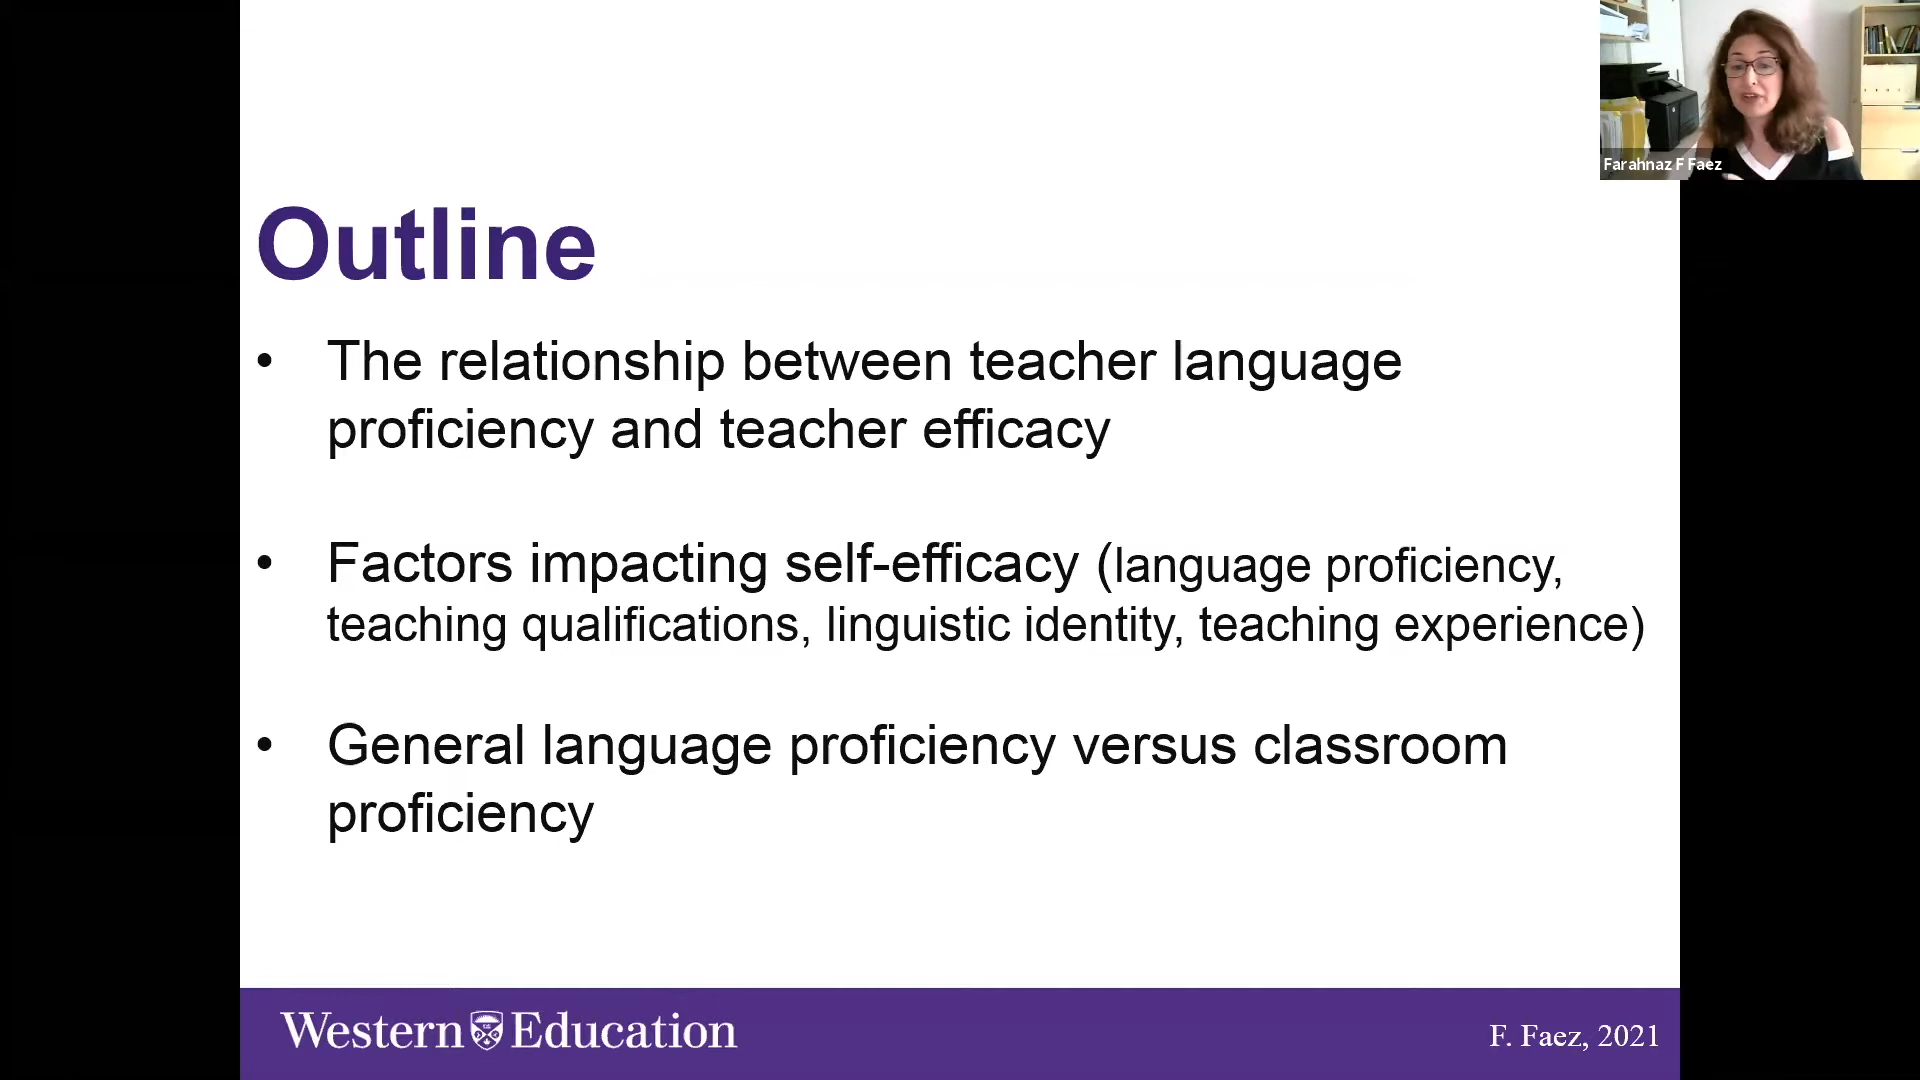 Farahnaz F Faez
Outline
• The relationship between teacher language
proficiency and teacher efficacy
• Factors impacting self-efficacy (language proficiency,
teaching qualifications, linguistic identity, teaching experience)
• General language proficiency versus classroom
proficiency
Western Education
F. Faez, 2021